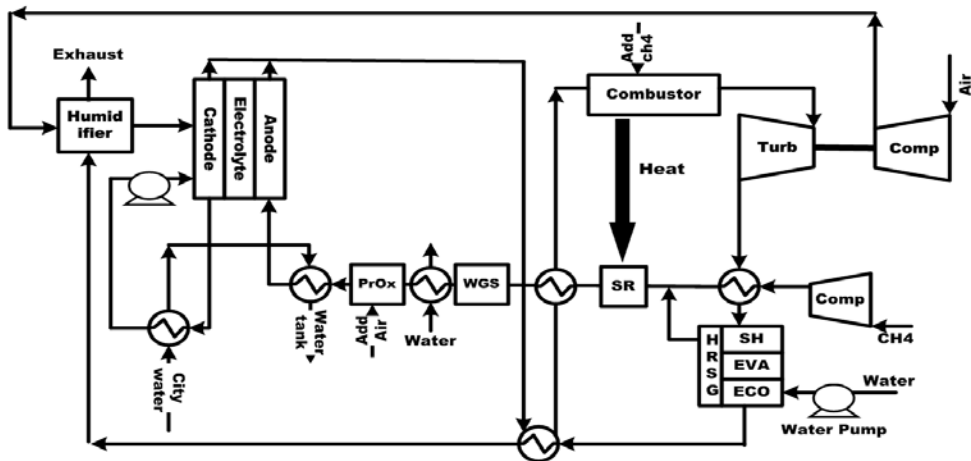 Exhaust
Humid
ifier
Cathode
Electrolyte
Anode
Add
ch4
Combustor
Air
Turb
Comp
Heat
PrOx
WGS
SR
Comp
CH4
Water
tank
Add
Air
Water
City
water
HRSG
SH
EVA
ECO
Water
Water Pump